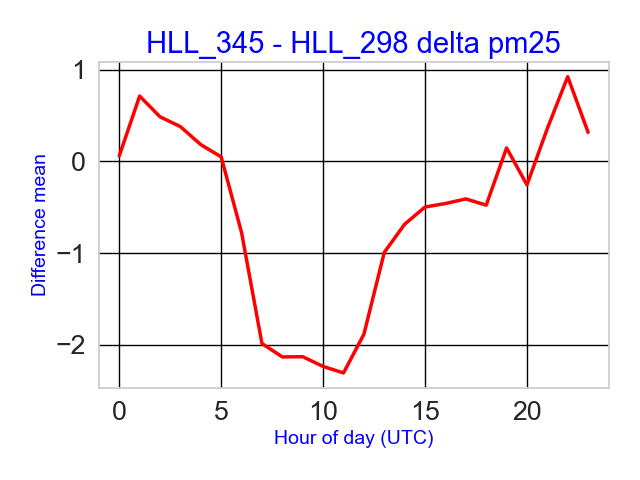 HLL_345 - HLL_298 delta pm25
1
0
−1
−2
Difference mean
0 5 10 15 20
Hour of day (UTC)